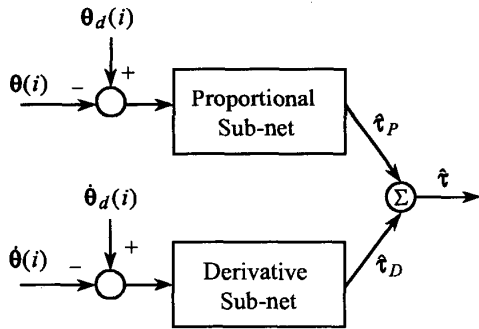 θ_d(i)
θ(i)
−
+
Proportional
Sub-net
τ̂_P
Σ
τ̂
θ̇_d(i)
θ̇(i)
−
+
Derivative
Sub-net
τ̂_D